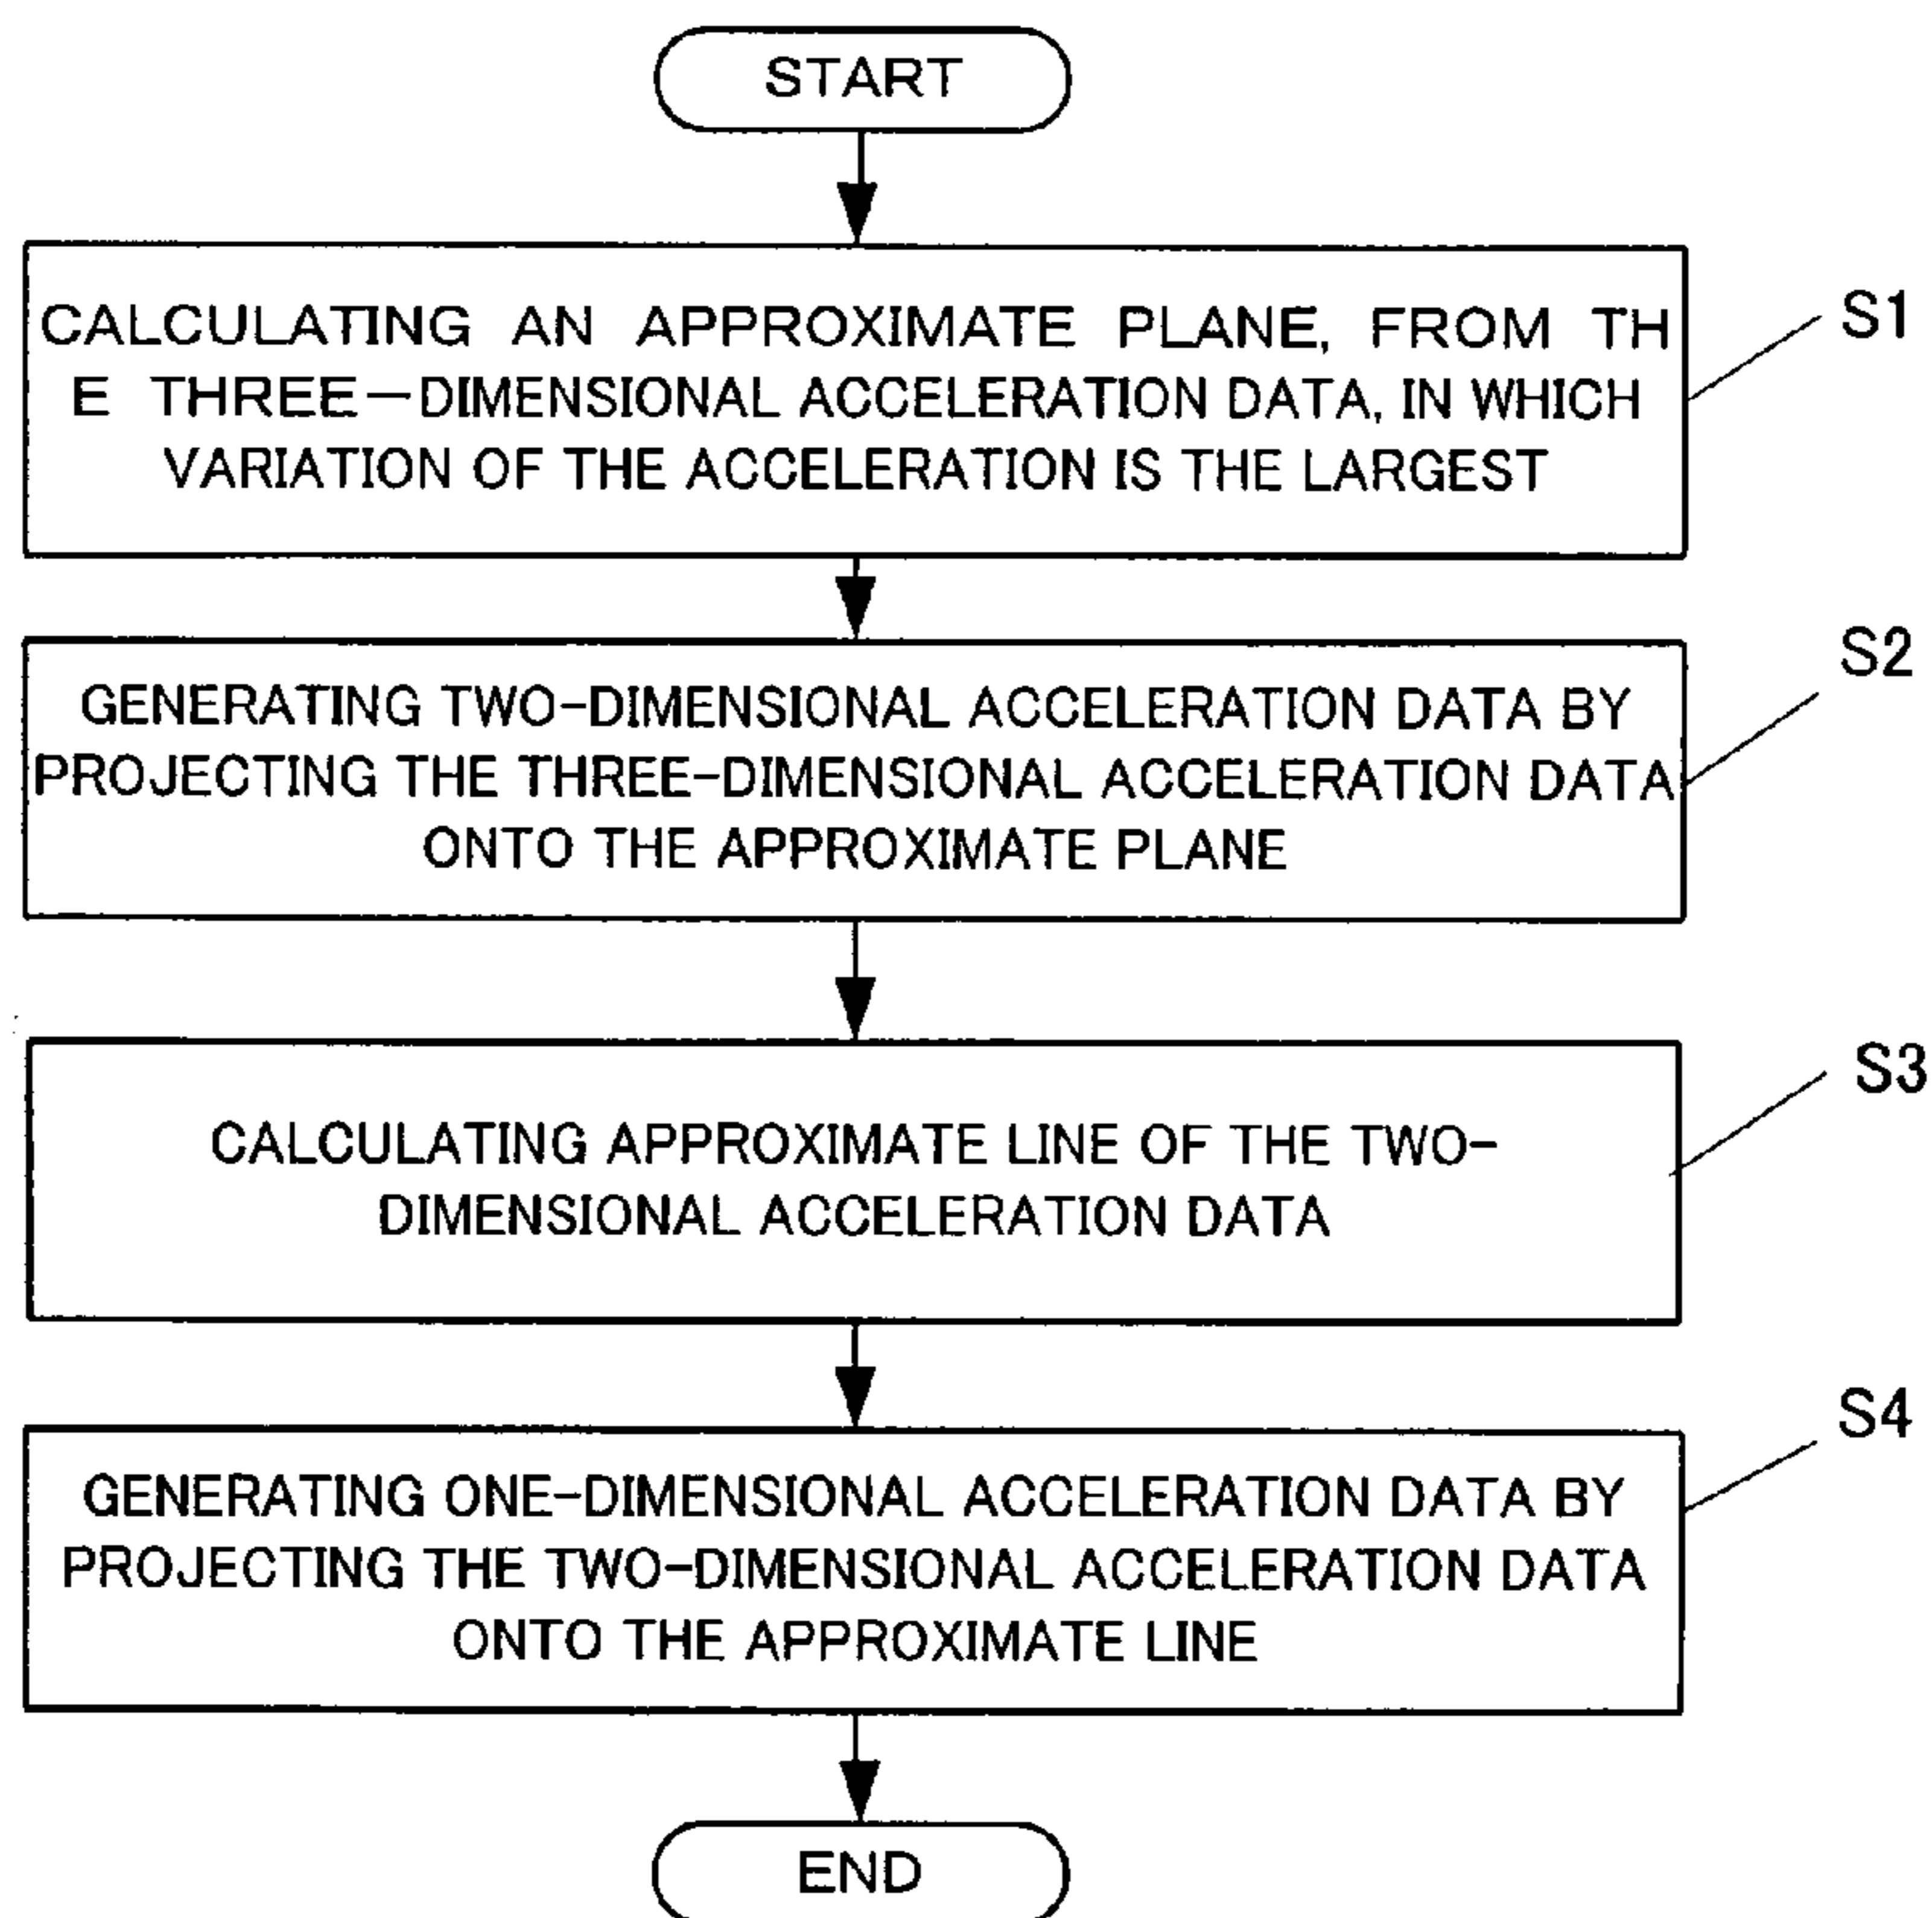 START
CALCULATING AN APPROXIMATE PLANE, FROM TH
E THREE—DIMENSIONAL ACCELERATION DATA, IN WHICH
VARIATION OF THE ACCELERATION IS THE LARGEST
S1
GENERATING TWO-DIMENSIONAL ACCELERATION DATA BY
PROJECTING THE THREE-DIMENSIONAL ACCELERATION DATA
ONTO THE APPROXIMATE PLANE
S2
CALCULATING APPROXIMATE LINE OF THE TWO-
DIMENSIONAL ACCELERATION DATA
S3
GENERATING ONE-DIMENSIONAL ACCELERATION DATA BY
PROJECTING THE TWO-DIMENSIONAL ACCELERATION DATA
ONTO THE APPROXIMATE LINE
S4
END